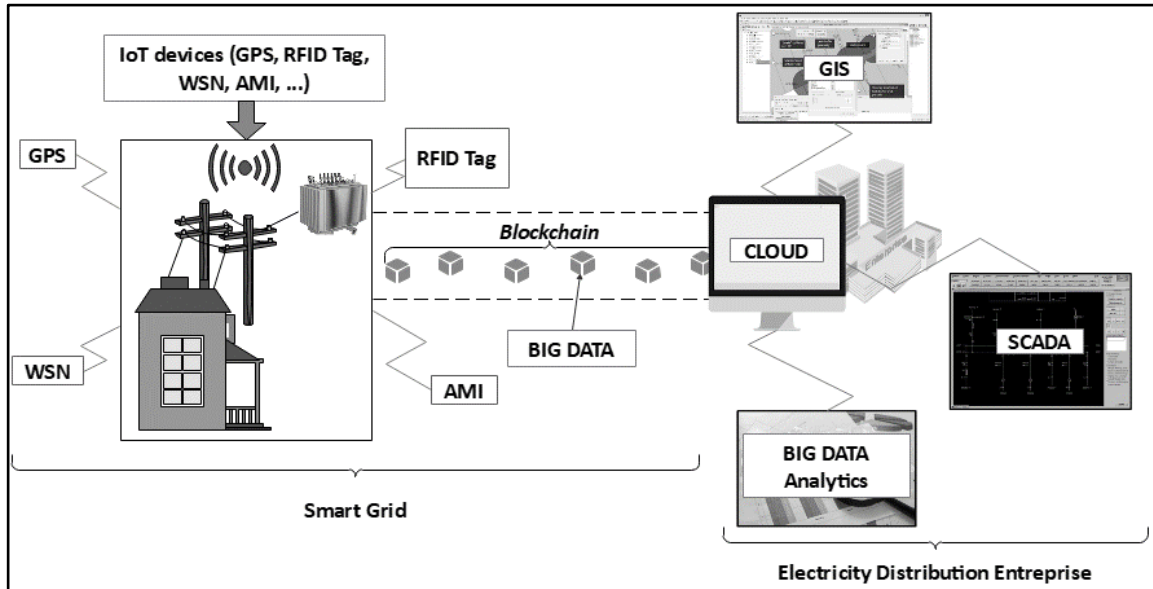 IoT devices (GPS, RFID Tag,
WSN, AMI, ...)
GPS
RFID Tag
WSN
AMI
Blockchain
BIG DATA
Smart Grid
GIS
CLOUD
SCADA
BIG DATA
Analytics
Electricity Distribution Entreprise